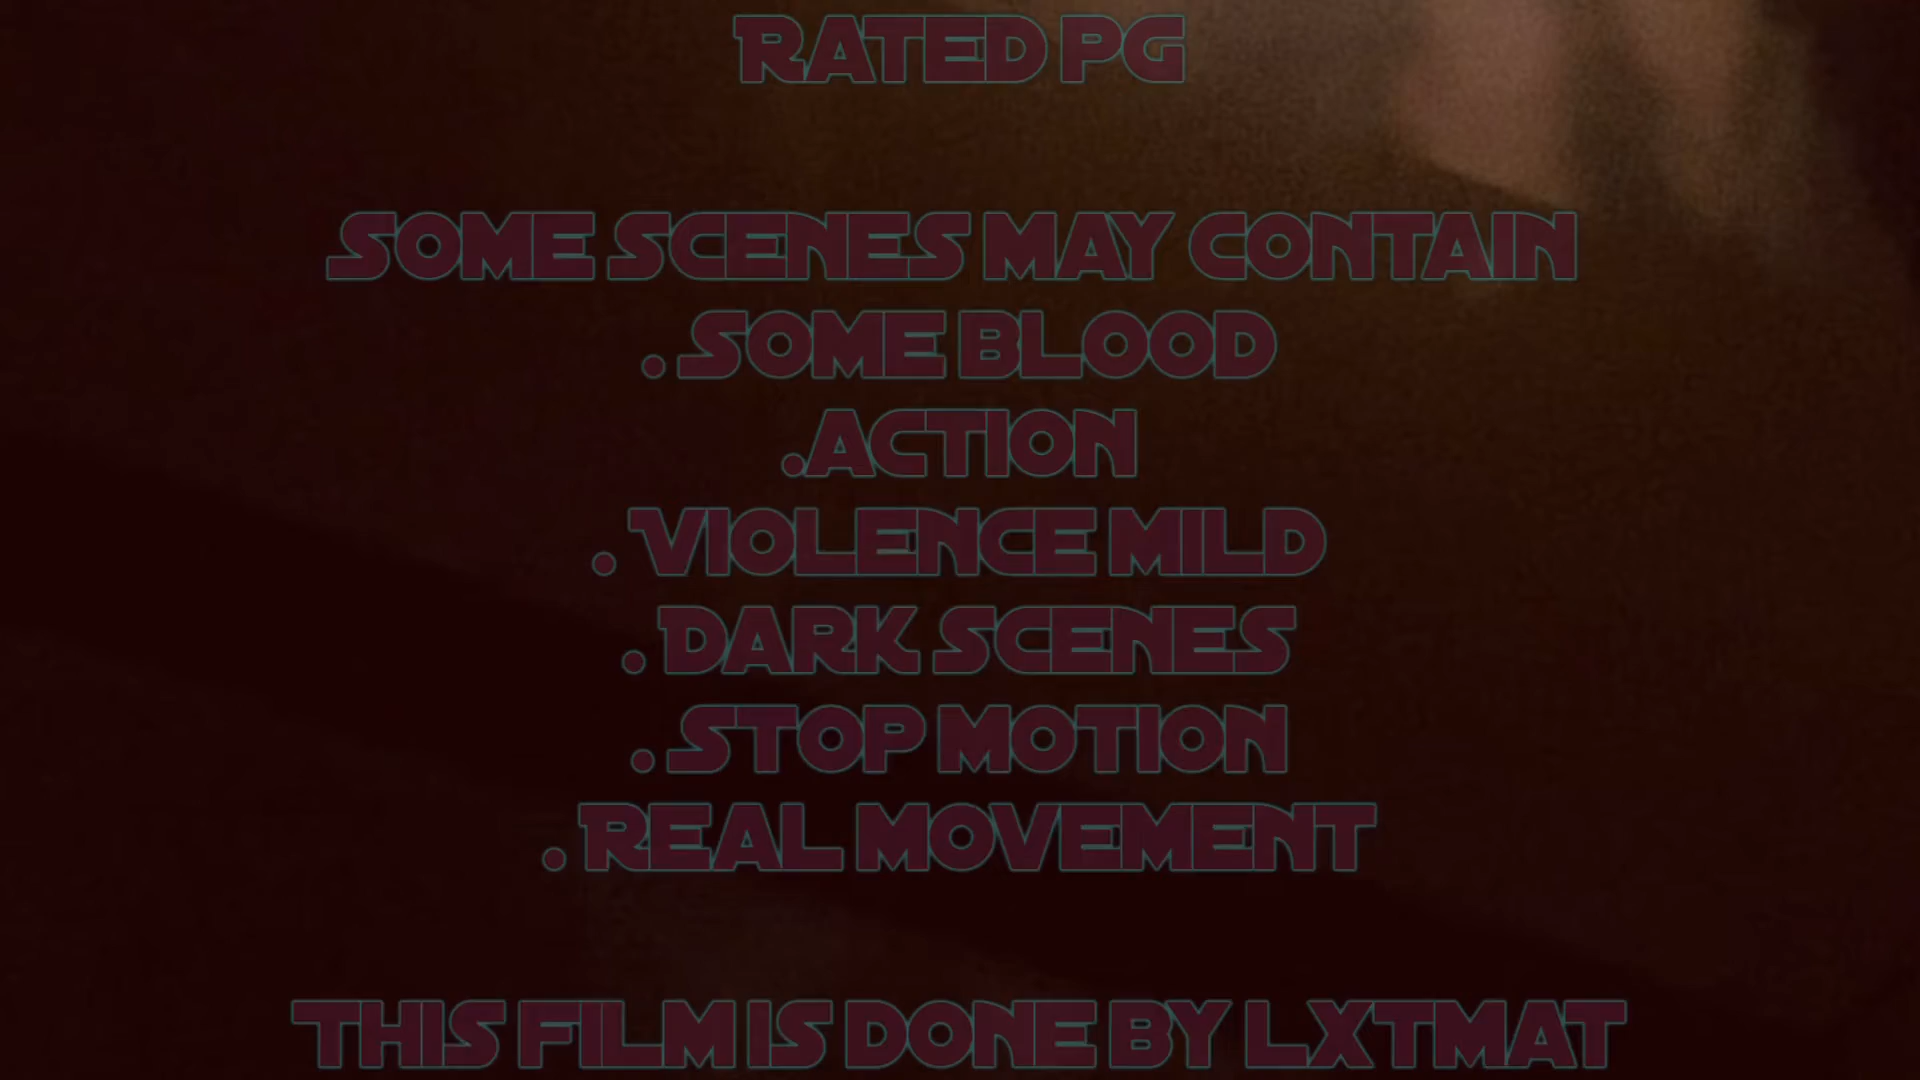 RATED PG
SOME SCENES MAY CONTAIN
. SOME BLOOD
.ACTION
. VIOLENCE MILD
. DARK SCENES
. STOP MOTION
. REAL MOVEMENT
THIS FILM IS DONE BY LXTMAT